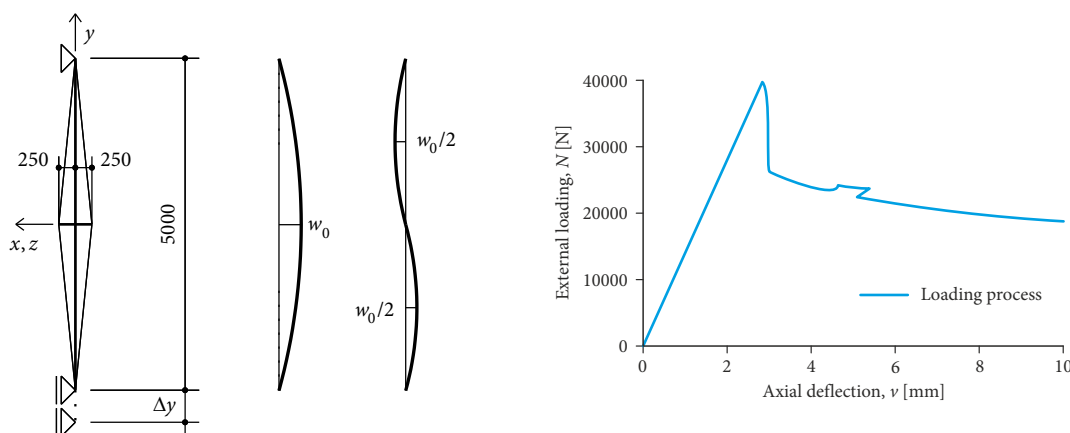 y
250
250
x, z
5000
Δy
w₀
w₀/2
w₀/2
External loading, N [N]
40000
30000
20000
10000
0
0
2
4
6
8
10
Loading process
Axial deflection, v [mm]